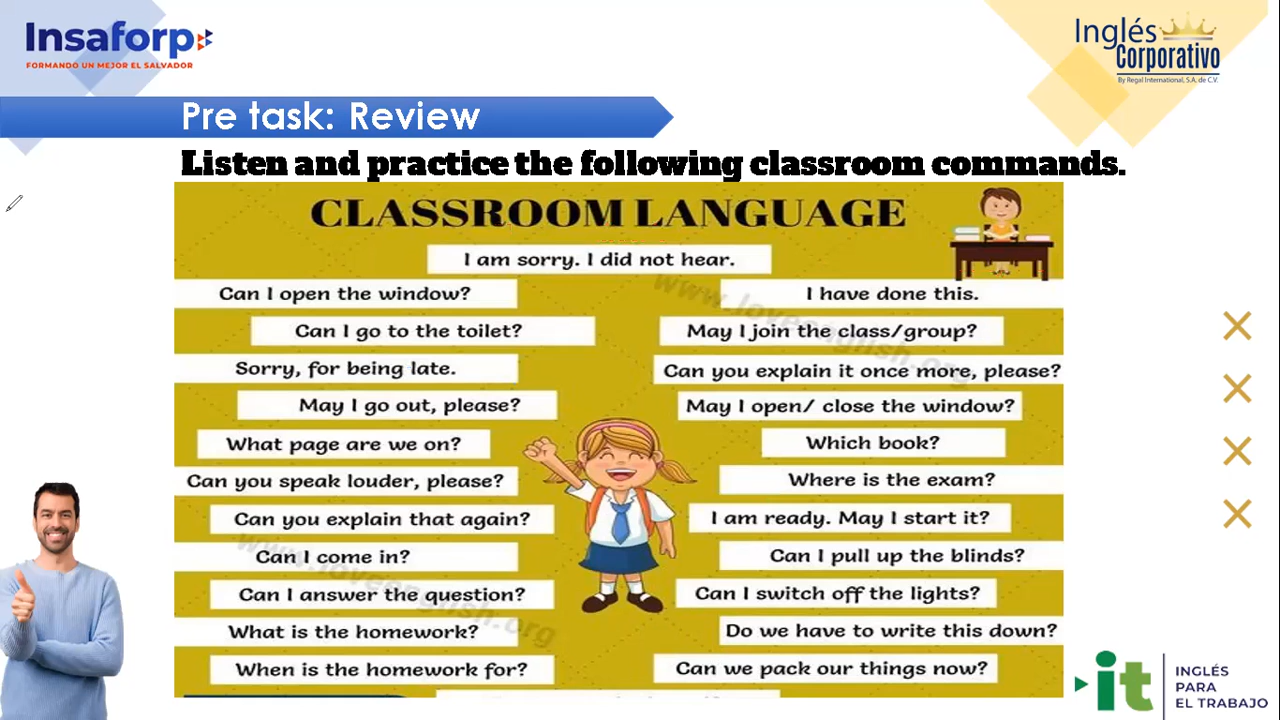 Insaforp
FORMANDO UN MEJOR EL SALVADOR
Inglés
Corporativo
By Regal International, S.A. de C.V.
Pre task: Review
Listen and practice the following classroom commands.
CLASSROOM LANGUAGE
I am sorry. I did not hear.
Can I open the window?
I have done this.
Can I go to the toilet?
May I join the class/group?
Sorry, for being late.
Can you explain it once more, please?
May I go out, please?
May I open/ close the window?
What page are we on?
Which book?
Can you speak louder, please?
Where is the exam?
Can you explain that again?
I am ready. May I start it?
Can I come in?
Can I pull up the blinds?
Can I answer the question?
Can I switch off the lights?
What is the homework?
Do we have to write this down?
When is the homework for?
Can we pack our things now?
www.loveenglish.org
www.loveenglish.org
it
INGLÉS
PARA
EL TRABAJO